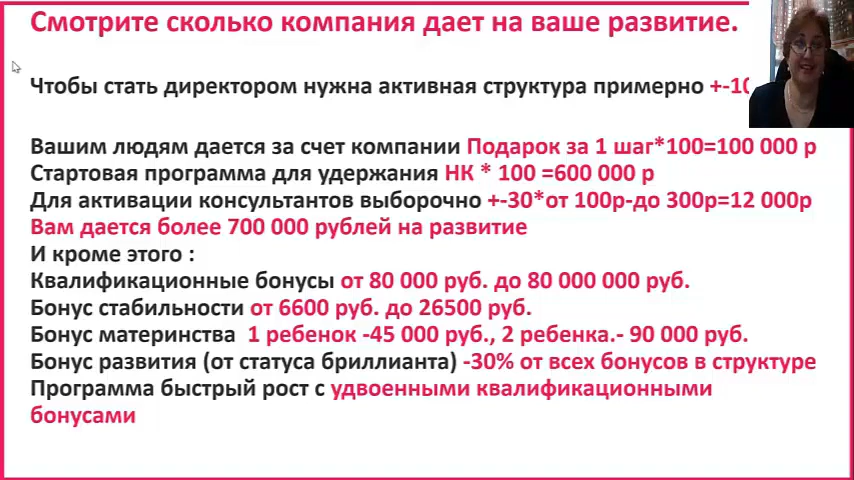 Смотрите сколько компания дает на ваше развитие.
Чтобы стать директором нужна активная структура примерно +-10
Вашим людям дается за счет компании Подарок за 1 шаг*100=100 000 р
Стартовая программа для удержания НК * 100 =600 000 р
Для активации консультантов выборочно +-30*от 100р-до 300р=12 000р
Вам дается более 700 000 рублей на развитие
И кроме этого :
Квалификационные бонусы от 80 000 руб. до 80 000 000 руб.
Бонус стабильности от 6600 руб. до 26500 руб.
Бонус материнства 1 ребенок -45 000 руб., 2 ребенка.- 90 000 руб.
Бонус развития (от статуса бриллианта) -30% от всех бонусов в структуре
Программа быстрый рост с удвоенными квалификационными
бонусами